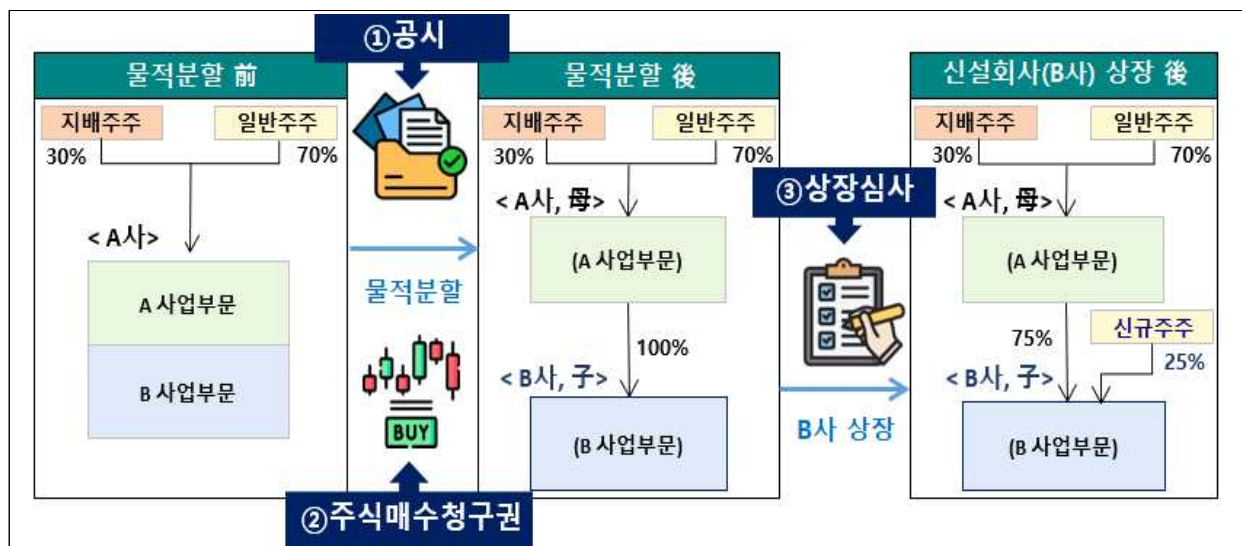 ①공시
물적분할 前
지배주주
일반주주
30%
70%
< A사>
A 사업부문
B 사업부문
물적분할
BUY
②주식매수청구권
물적분할 後
지배주주
일반주주
30%
70%
< A사, 母>
(A 사업부문)
100%
< B사, 子>
(B 사업부문)
③상장심사
B사 상장
신설회사(B사) 상장 後
지배주주
일반주주
30%
70%
< A사, 母>
(A 사업부문)
신규주주
75%
25%
< B사, 子>
(B 사업부문)